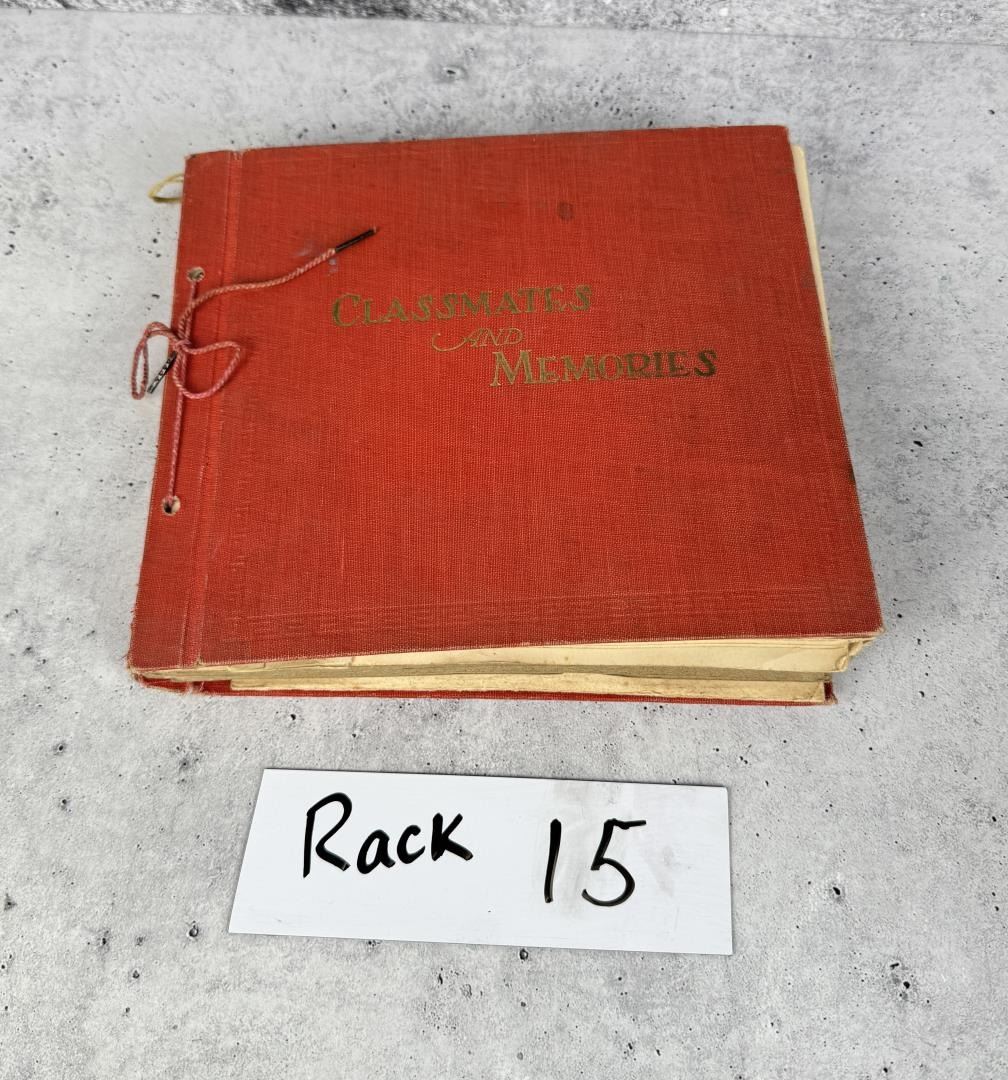 CLASSMATES
AND
MEMORIES
Rack 15